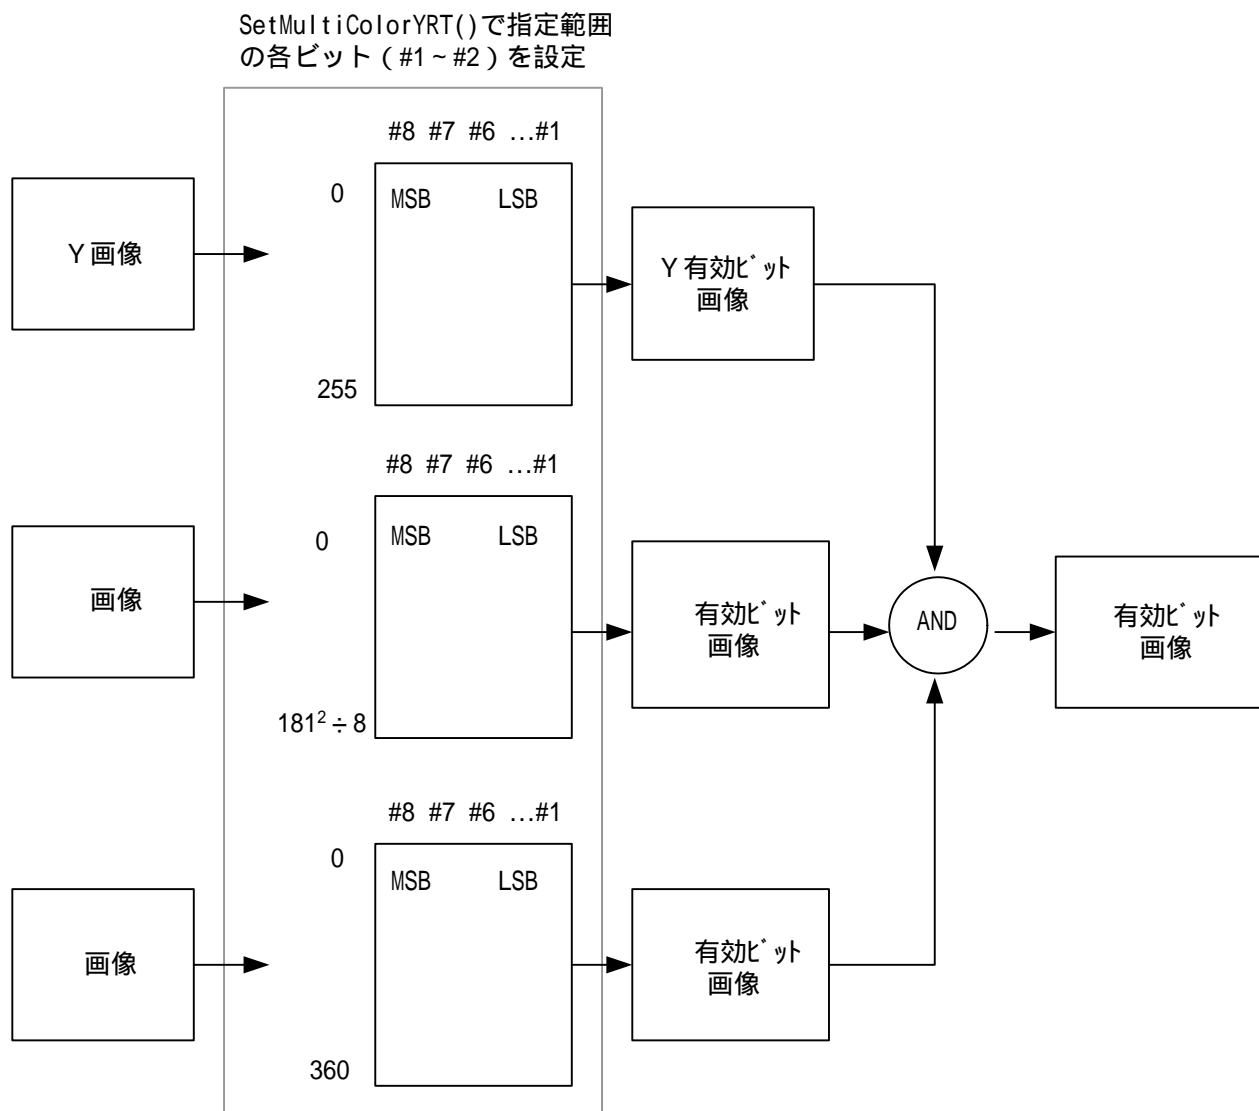 SetMultiColorYRT()で指定範囲
の各ビット（#1~#2）を設定
#8 #7 #6 …#1
0
MSB LSB
255
Y画像
Y有効ﾋﾞｯﾄ
画像
#8 #7 #6 …#1
0
MSB LSB
181²÷8
画像
有効ﾋﾞｯﾄ
画像
AND
有効ﾋﾞｯﾄ
画像
#8 #7 #6 …#1
0
MSB LSB
360
画像
有効ﾋﾞｯﾄ
画像